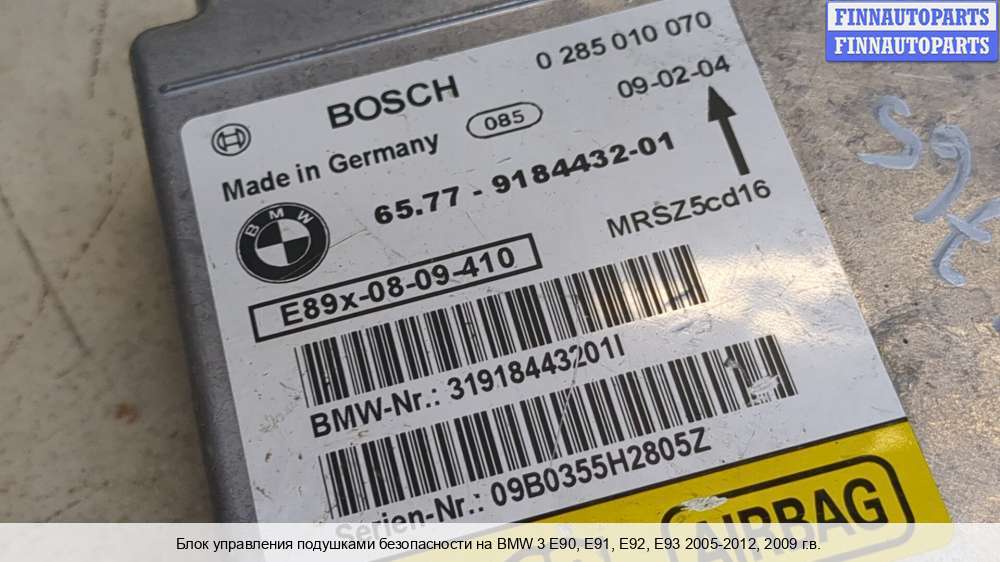 FINNAUTOPARTS
FINNAUTOPARTS
0 285 010 070
BOSCH
09-02-04
085
Made in Germany
65.77 - 9184432-01
BMW
MRSZ5cd16
E89x-08-09-410
BMW-Nr.: 31918443201I
Serien-Nr.: 09B0355H2805Z
AIRBAG
Блок управления подушками безопасности на BMW 3 E90, E91, E92, E93 2005-2012, 2009 г.в.